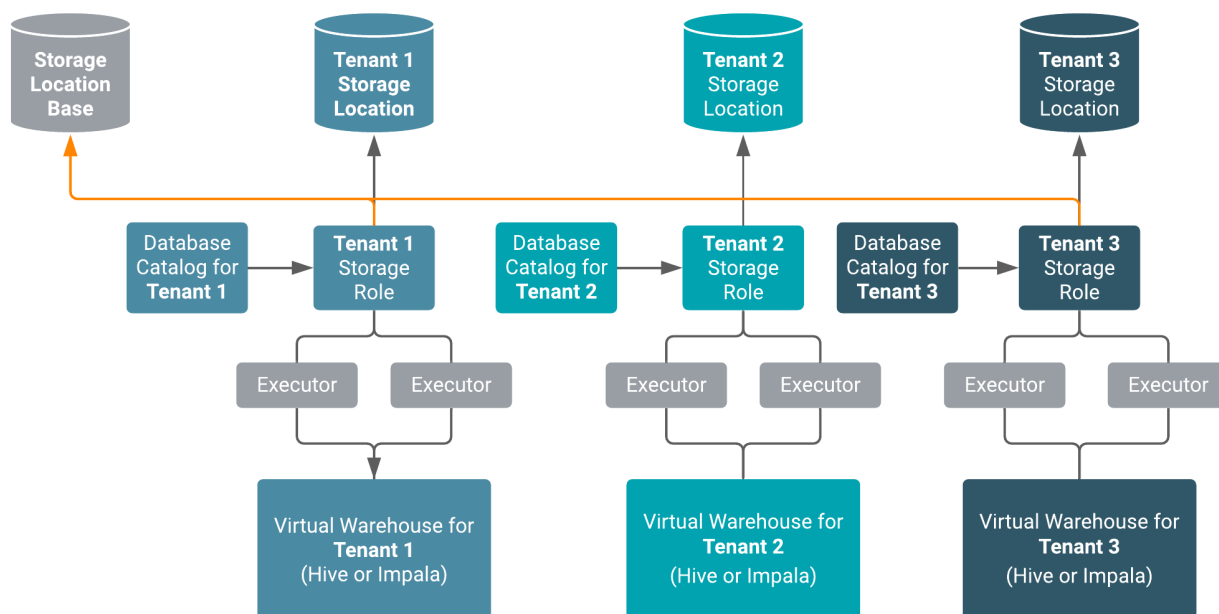 Storage
Location
Base
Tenant 1
Storage
Location
Tenant 2
Storage
Location
Tenant 3
Storage
Location
Database
Catalog for
Tenant 1
Tenant 1
Storage
Role
Database
Catalog for
Tenant 2
Tenant 2
Storage
Role
Database
Catalog for
Tenant 3
Tenant 3
Storage
Role
Executor
Executor
Executor
Executor
Executor
Executor
Virtual Warehouse for
Tenant 1
(Hive or Impala)
Virtual Warehouse for
Tenant 2
(Hive or Impala)
Virtual Warehouse for
Tenant 3
(Hive or Impala)